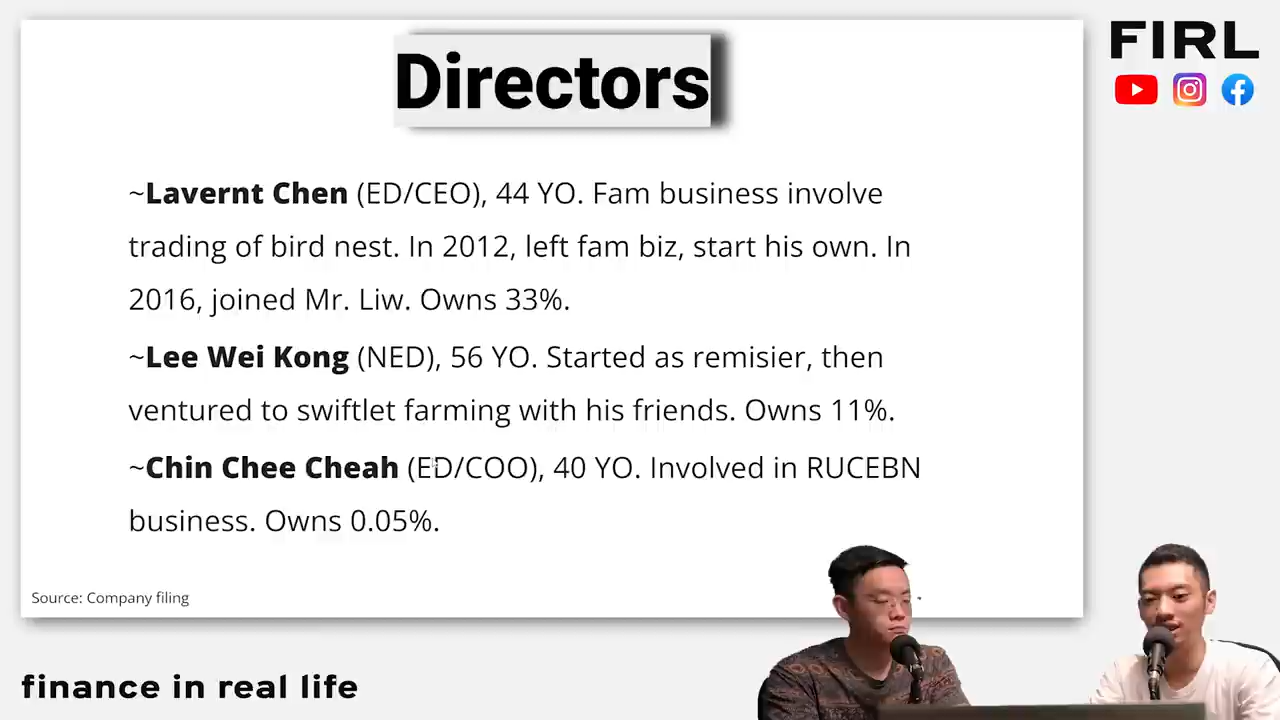 FIRL
Directors
~Lavernt Chen (ED/CEO), 44 YO. Fam business involve
trading of bird nest. In 2012, left fam biz, start his own. In
2016, joined Mr. Liw. Owns 33%.
~Lee Wei Kong (NED), 56 YO. Started as remisier, then
ventured to swiftlet farming with his friends. Owns 11%.
~Chin Chee Cheah (ED/COO), 40 YO. Involved in RUCEBN
business. Owns 0.05%.
Source: Company filing
finance in real life